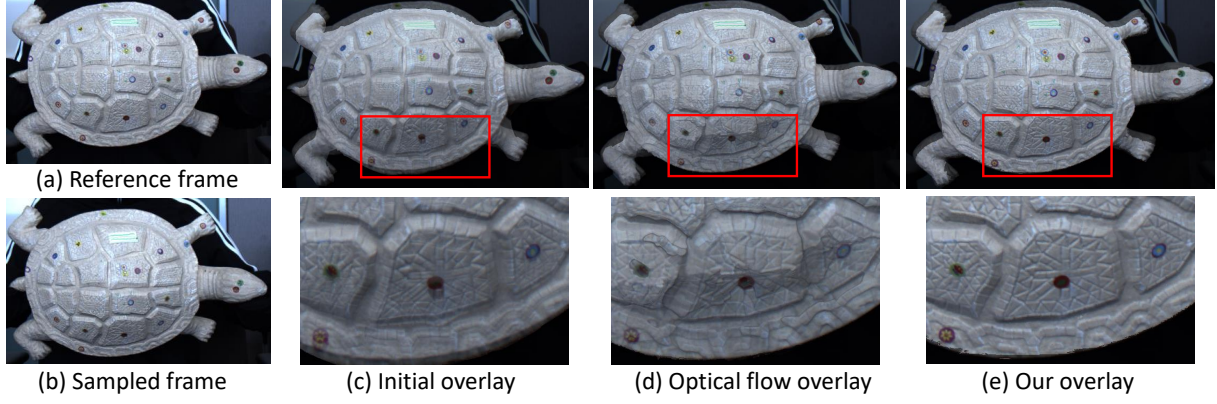 (a) Reference frame
(b) Sampled frame
(c) Initial overlay
(d) Optical flow overlay
(e) Our overlay